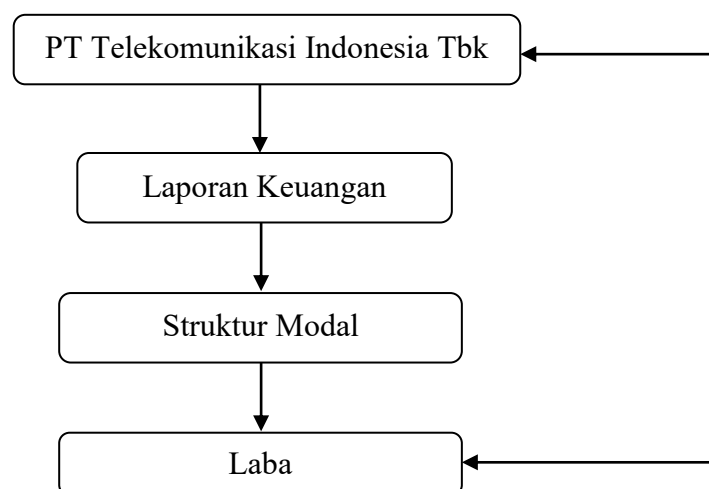 PT Telekomunikasi Indonesia Tbk
Laporan Keuangan
Struktur Modal
Laba